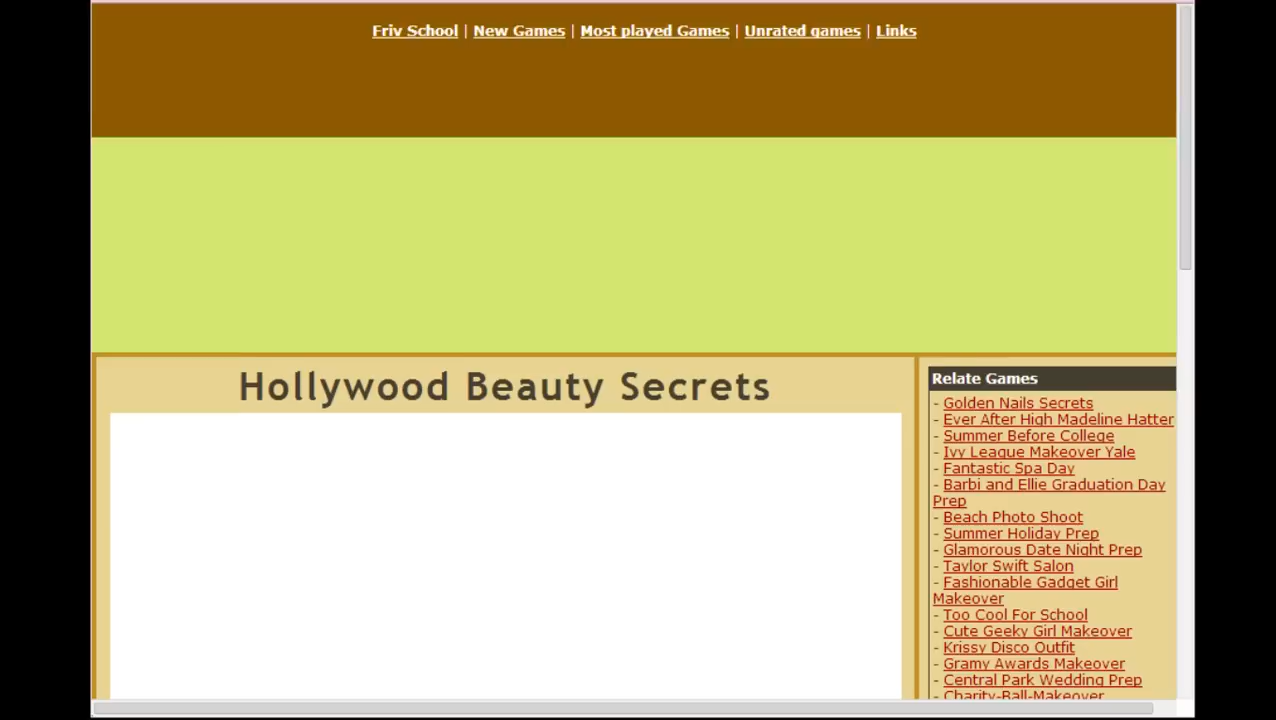 Friv School | New Games | Most played Games | Unrated games | Links
Hollywood Beauty Secrets
Relate Games
- Golden Nails Secrets
- Ever After High Madeline Hatter
- Summer Before College
- Ivy League Makeover Yale
- Fantastic Spa Day
- Barbi and Ellie Graduation Day
Prep
- Beach Photo Shoot
- Summer Holiday Prep
- Glamorous Date Night Prep
- Taylor Swift Salon
- Fashionable Gadget Girl
Makeover
- Too Cool For School
- Cute Geeky Girl Makeover
- Krissy Disco Outfit
- Gramy Awards Makeover
- Central Park Wedding Prep
- Charity-Ball-Makeover